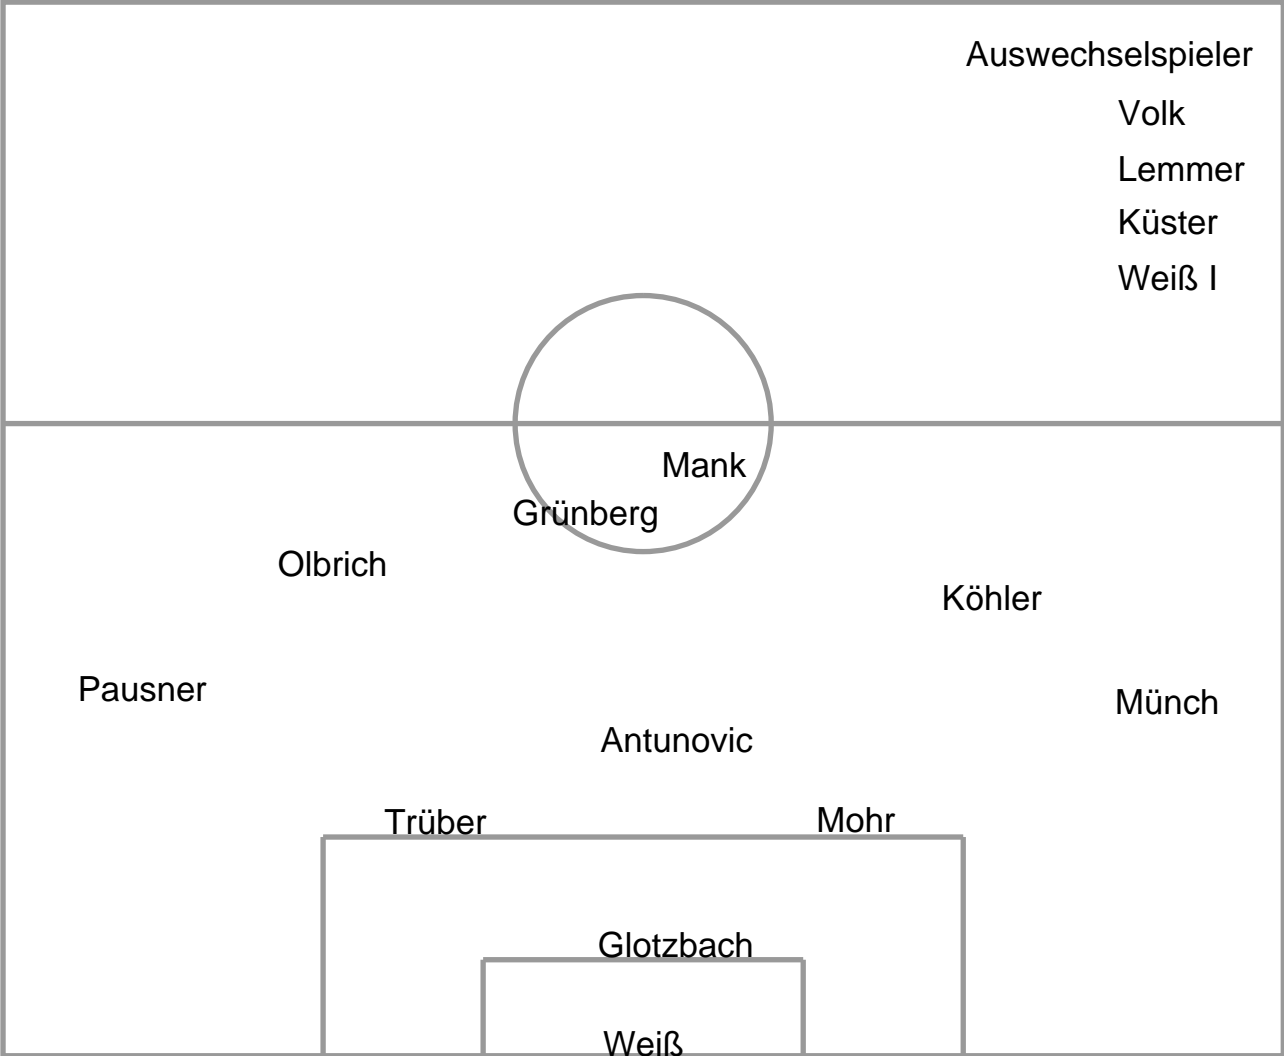 Auswechselspieler
Volk
Lemmer
Küster
Weiß I
Mank
Grünberg
Olbrich
Köhler
Pausner
Münch
Antunovic
Trüber
Mohr
Glotzbach
Weiß